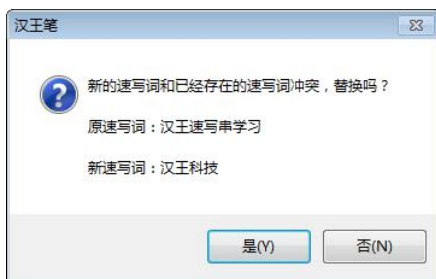 汉王笔
新的速写词和已经存在的速写词冲突，替换吗？
原速写词：汉王速写串学习
新速写词：汉王科技
是(Y)
否(N)